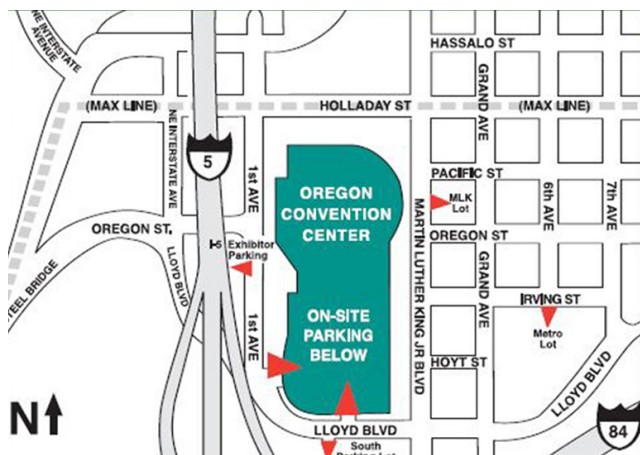 NE INTERSTATE
AVENUE
HASSALO ST
GRAND AVE
(MAX LINE)
HOLLADAY ST
(MAX LINE)
NE INTERSTATE AVE
5
1st AVE
OREGON
CONVENTION
CENTER
PACIFIC ST
MLK
Lot
6th AVE
7th AVE
MARTIN LUTHER KING JR BLVD
OREGON ST.
OREGON ST
I-5 Exhibitor
Parking
LLOYD BLVD
GRAND AVE
STEEL BRIDGE
ON-SITE
PARKING
BELOW
1st AVE
IRVING ST
Metro
Lot
HOYT ST
LLOYD BLVD
N
LLOYD BLVD
84
South
Parking Lot